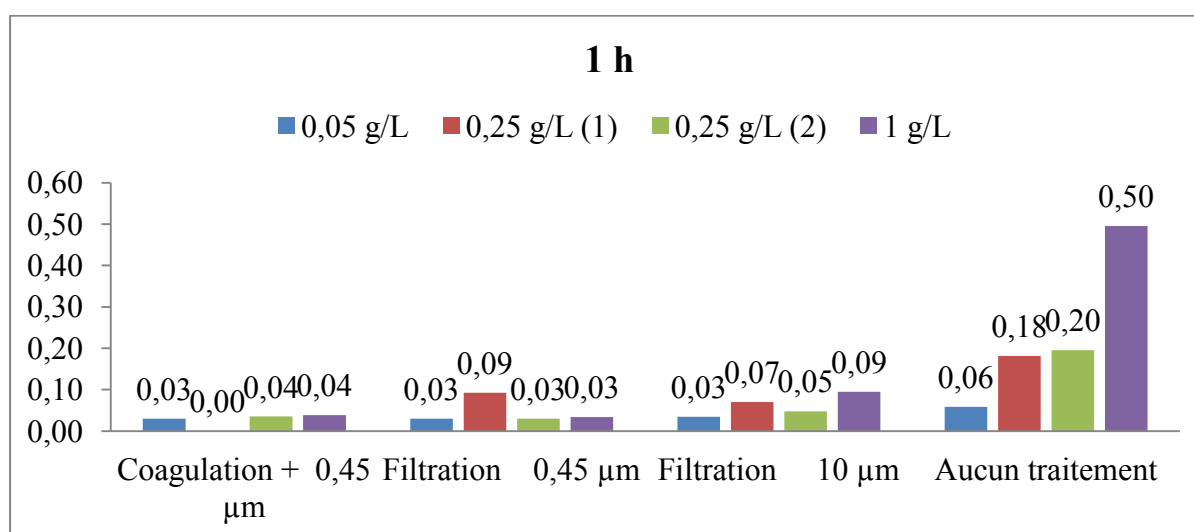 1 h
0,05 g/L 0,25 g/L (1) 0,25 g/L (2) 1 g/L
0,60
0,50
0,40
0,30
0,20
0,10
0,00
0,03 0,00 0,04 0,04
0,03 0,09 0,03 0,03
0,03 0,07 0,05 0,09
0,06 0,18 0,20 0,50
Coagulation + 0,45
µm
Filtration 0,45 µm
Filtration 10 µm
Aucun traitement